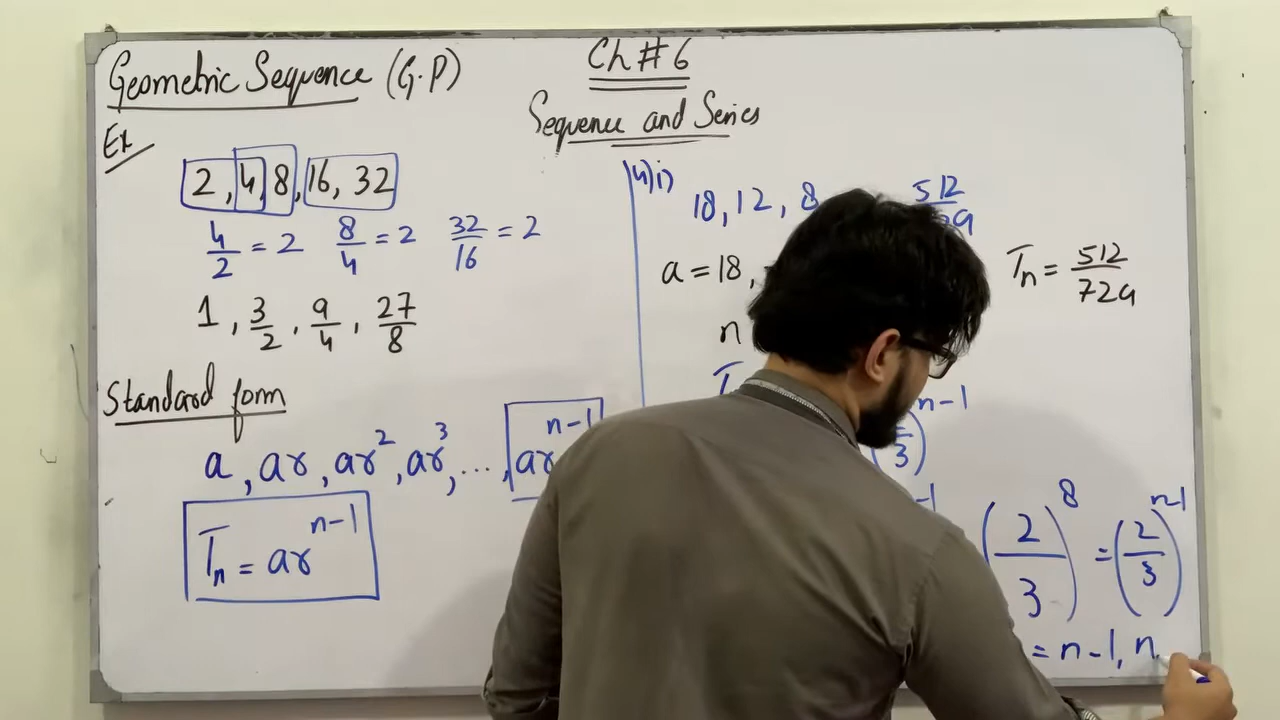 Geometric Sequence (G.P)
Ch # 6
Sequence and Series
Ex
2, 4, 8, 16, 32
4/2 = 2 8/4 = 2 32/16 = 2
1, 3/2, 9/4, 27/8
Standard form
a, ar, ar², ar³, ..., ar^(n-1)
Tn = ar^(n-1)
4) i)
18, 12, 8
512
a = 18,
Tn = 512/729
n
3)^(n-1)
-1
(2/3)^8 = (2/3)^(n-1)
= n-1, n